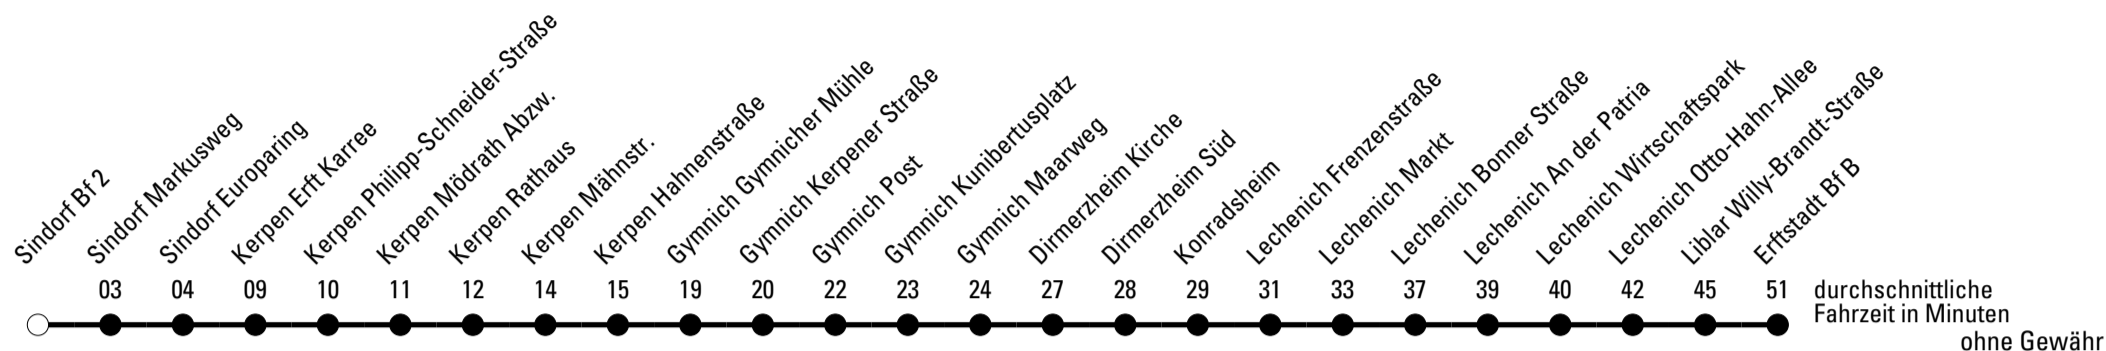 Sindorf Bf 2
Sindorf Markusweg
Sindorf Europaring
Kerpen Erft Karree
Kerpen Philipp-Schneider-Straße
Kerpen Mödrath Abzw.
Kerpen Rathaus
Kerpen Mähnstr.
Kerpen Hahnenstraße
Gymnich Gymnicher Mühle
Gymnich Kerpener Straße
Gymnich Post
Gymnich Kunibertusplatz
Gymnich Maarweg
Dirmerzheim Kirche
Dirmerzheim Süd
Konradsheim
Lechenich Frenzenstraße
Lechenich Markt
Lechenich Bonner Straße
Lechenich An der Patria
Lechenich Wirtschaftspark
Lechenich Otto-Hahn-Allee
Liblar Willy-Brandt-Straße
Erftstadt Bf B
03 04 09 10 11 12 14 15 19 20 22 23 24 27 28 29 31 33 37 39 40 42 45 51
durchschnittliche
Fahrzeit in Minuten
ohne Gewähr